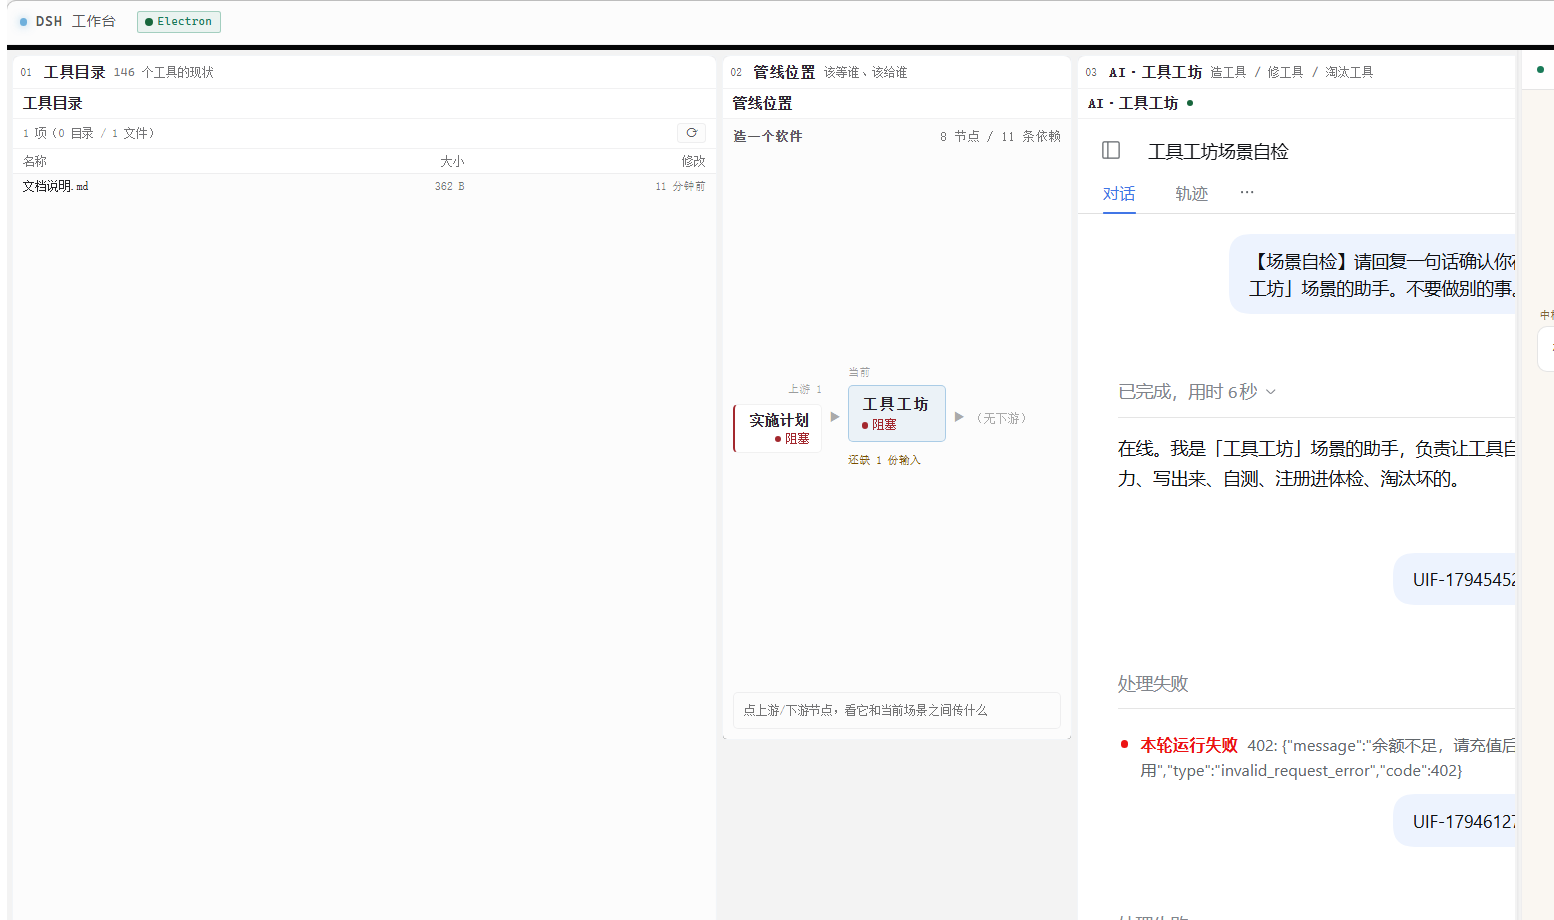 DSH 工作台
Electron
01 工具目录 146 个工具的现状
工具目录
1 项（0 目录 / 1 文件）
名称 大小 修改
文档说明.md 362 B 11 分钟前
02 管线位置 该等谁、该给谁
管线位置
造一个软件 8 节点 / 11 条依赖
当前
上游 1
实施计划
阻塞
工具工坊
阻塞
（无下游）
还缺 1 份输入
点上游/下游节点，看它和当前场景之间传什么
03 AI · 工具工坊 造工具 / 修工具 / 淘汰工具
AI · 工具工坊
工具工坊场景自检
对话 轨迹 ···
【场景自检】请回复一句话确认你
工坊」场景的助手。不要做别的事。
已完成，用时 6秒
在线。我是「工具工坊」场景的助手，负责让工具自
力、写出来、自测、注册进体检、淘汰坏的。
UIF-1794545
处理失败
本轮运行失败 402: {"message":"余额不足，请充值后
用","type":"invalid_request_error","code":402}
UIF-1794612